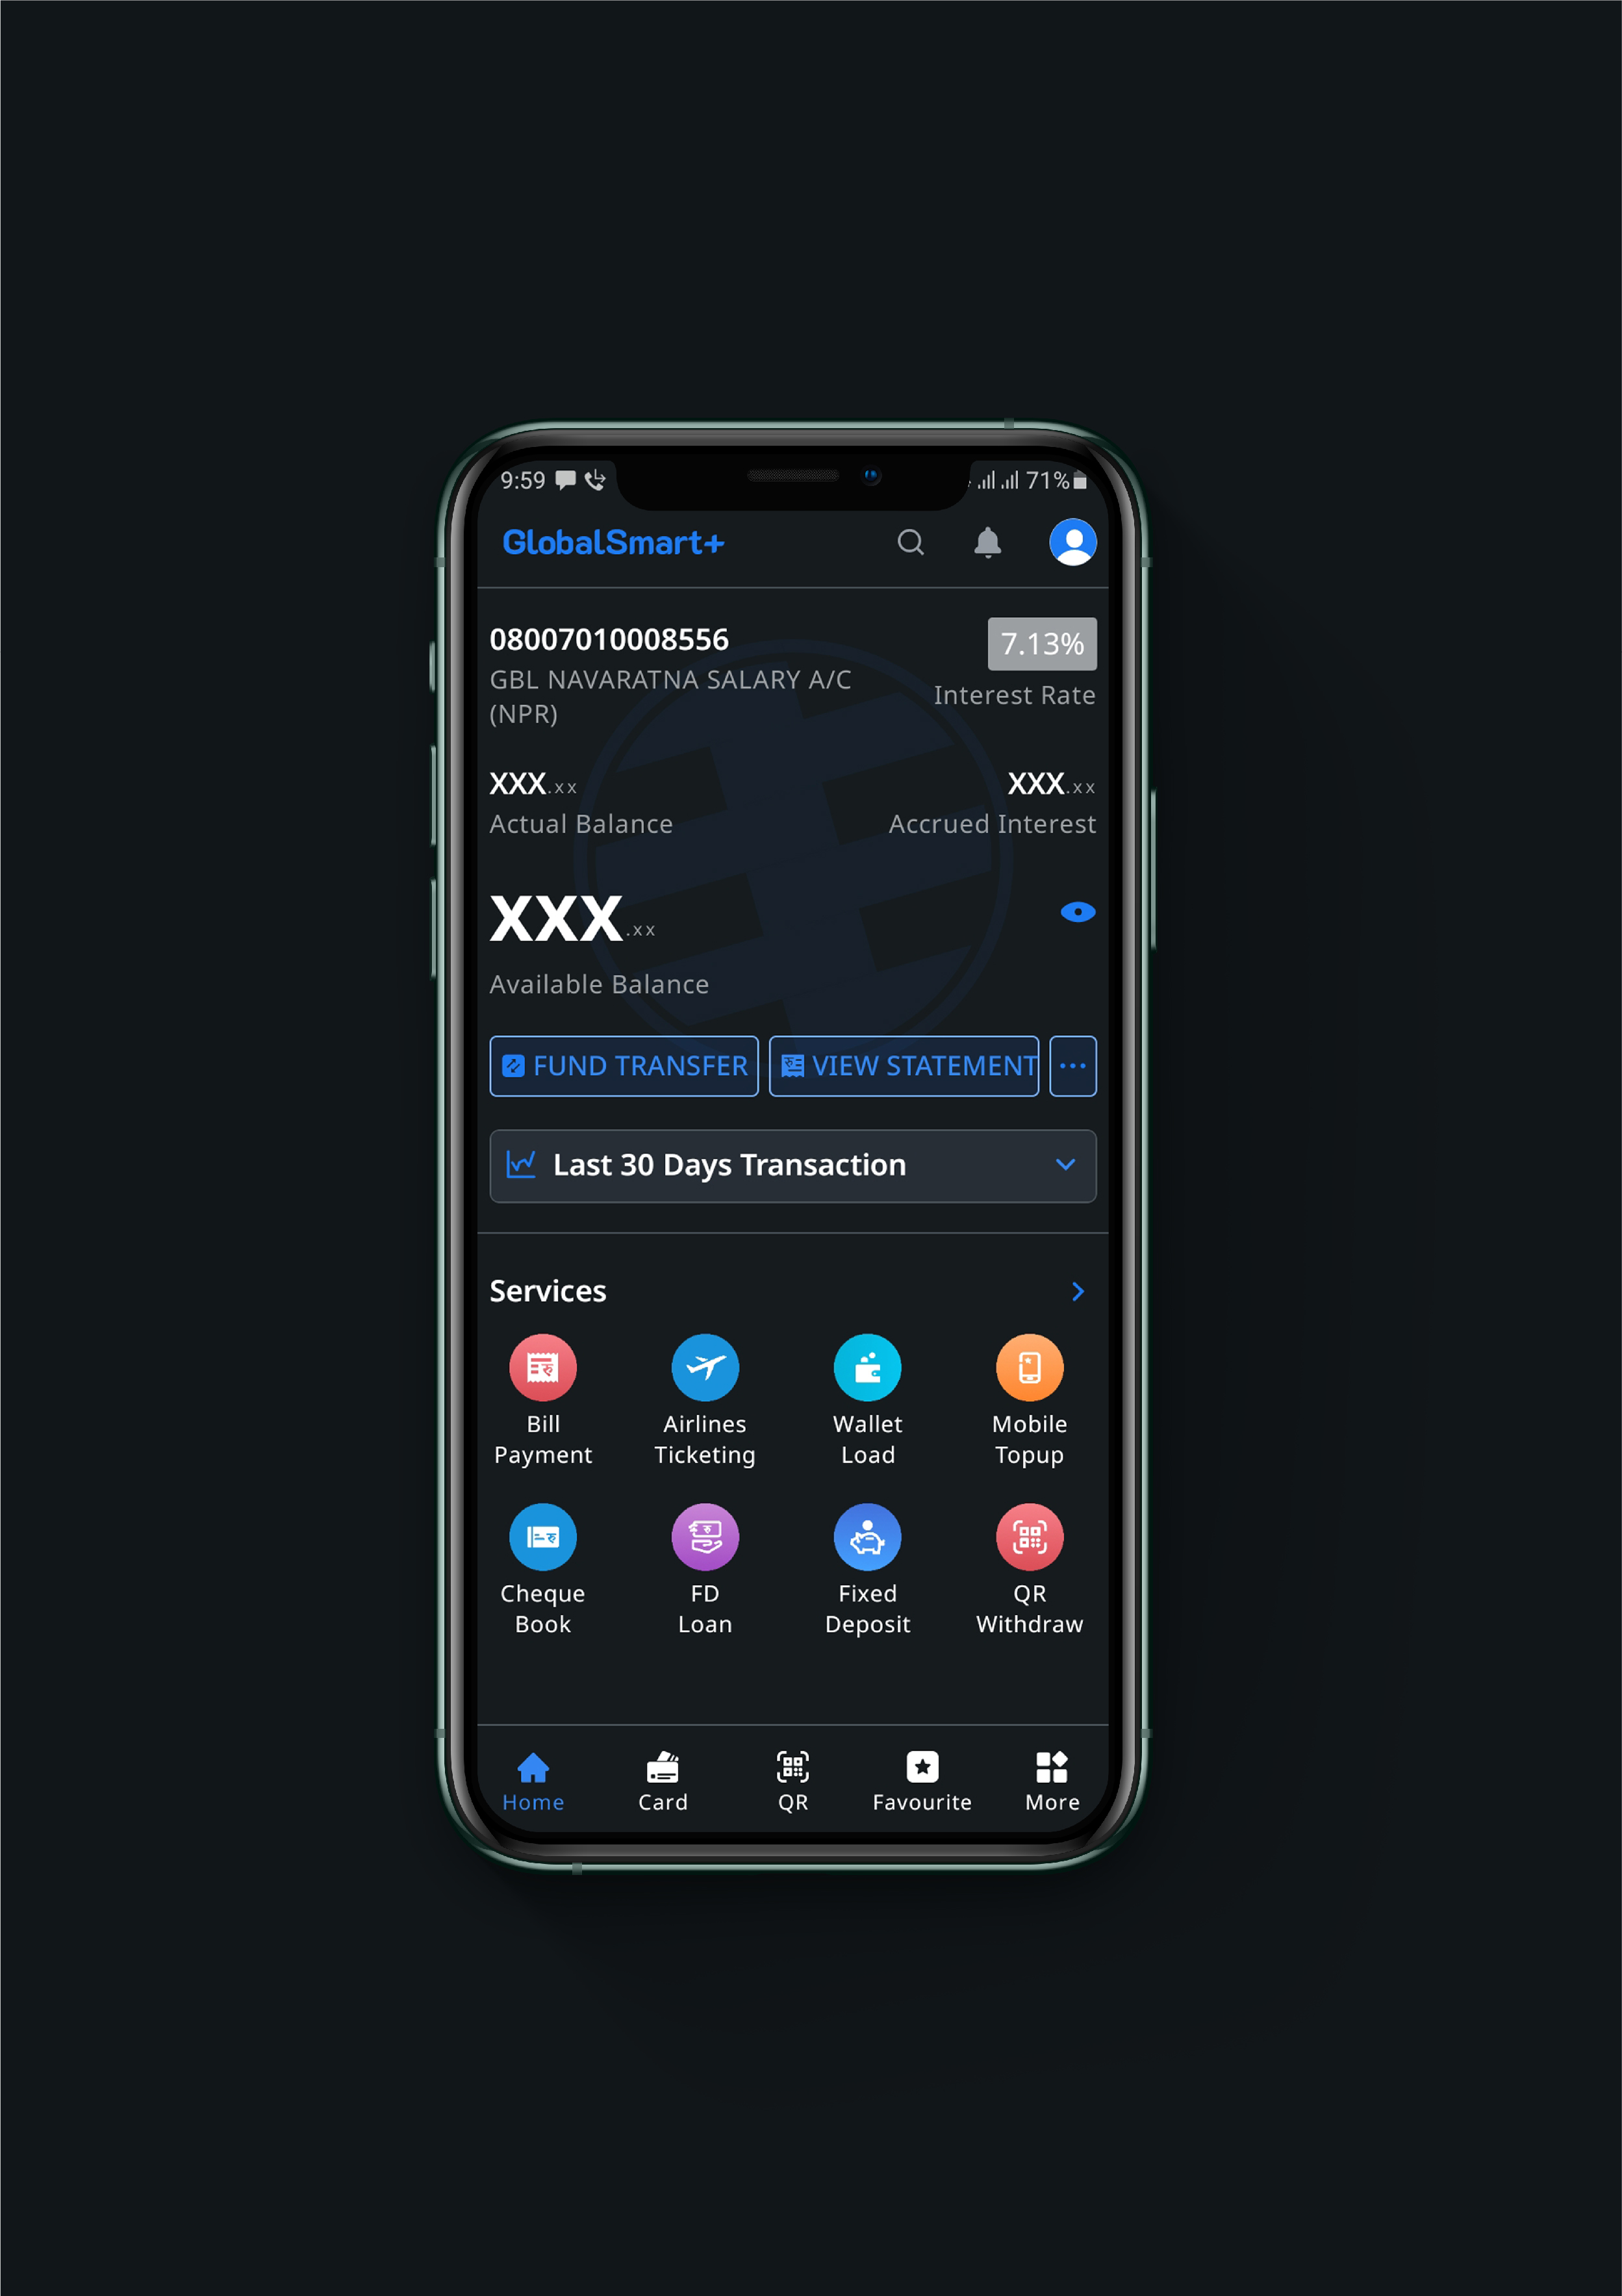 9:59
71%
GlobalSmart+
08007010008556
7.13%
GBL NAVARATNA SALARY A/C
(NPR)
Interest Rate
XXX.xx
XXX.xx
Actual Balance
Accrued Interest
XXX.xx
Available Balance
FUND TRANSFER
VIEW STATEMENT
Last 30 Days Transaction
Services
Bill
Payment
Airlines
Ticketing
Wallet
Load
Mobile
Topup
Cheque
Book
FD
Loan
Fixed
Deposit
QR
Withdraw
Home
Card
QR
Favourite
More